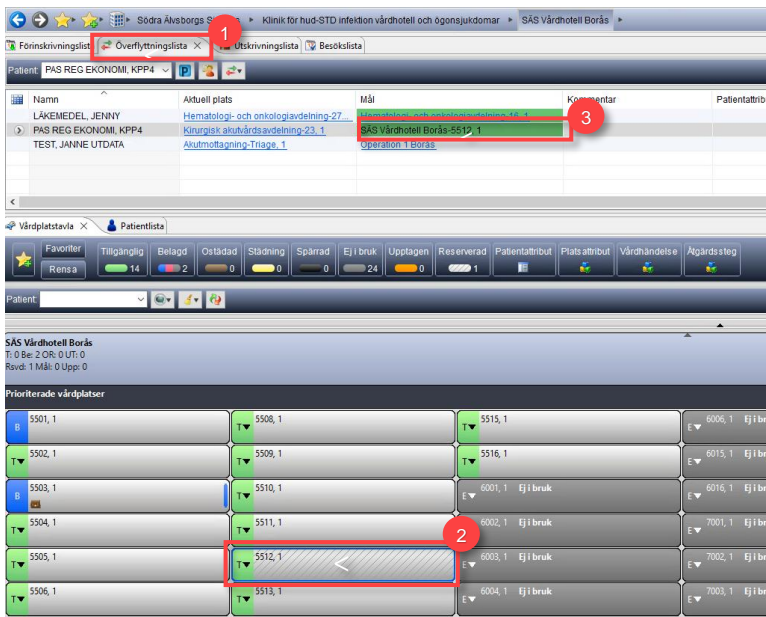 Södra Älvsborgs S ▸ Klinik för hud-STD infektion vårdhotell och ögonsjukdomar ▸ SÄS Vårdhotell Borås ▸
1
Förinskrivningslist Överflyttningslista Utskrivningslista Besökslista
Patient: PAS REG EKONOMI, KPP4 P
Namn Aktuell plats Mål Kommentar Patientattrib
LÄKEMEDEL, JENNY Hematologi- och onkologiavdelning-27... Hematologi- och onkologiavdelning-16, 1
3
PAS REG EKONOMI, KPP4 Kirurgisk akutvårdsavdelning-23, 1 SÄS Vårdhotell Borås-5512, 1
TEST, JANNE UTDATA Akutmottagning-Triage, 1 Operation 1 Borås
Vårdplatstavla Patientlista
Favoriter Tillgänglig Belagd Ostädad Städning Spärrad Ej i bruk Upptagen Reserverad Patientattribut Platsattribut Vårdhändelse Åtgärdssteg
Rensa 14 2 0 0 0 24 0 1
Patient:
SÄS Vårdhotell Borås
T: 0 Be: 2 OR: 0 UT: 0
Rsvd: 1 Mål: 0 Upp: 0
Prioriterade vårdplatser
B 5501, 1 T 5508, 1 T 5515, 1 E 6006, 1 Ej i br
T 5502, 1 T 5509, 1 T 5516, 1 E 6015, 1 Ej i br
B 5503, 1 T 5510, 1 E 6001, 1 Ej i bruk E 6016, 1 Ej i br
T 5504, 1 T 5511, 1 E 6002, 1 Ej i bruk E 7001, 1 Ej i br
2
T 5505, 1 T 5512, 1 E 6003, 1 Ej i bruk E 7002, 1 Ej i br
T 5506, 1 T 5513, 1 E 6004, 1 Ej i bruk E 7003, 1 Ej i br